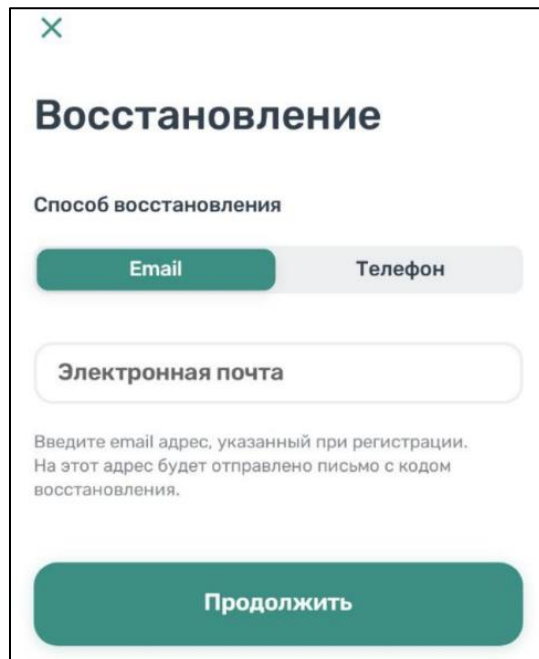 Восстановление
Способ восстановления
Email
Телефон
Электронная почта
Введите email адрес, указанный при регистрации.
На этот адрес будет отправлено письмо с кодом
восстановления.
Продолжить